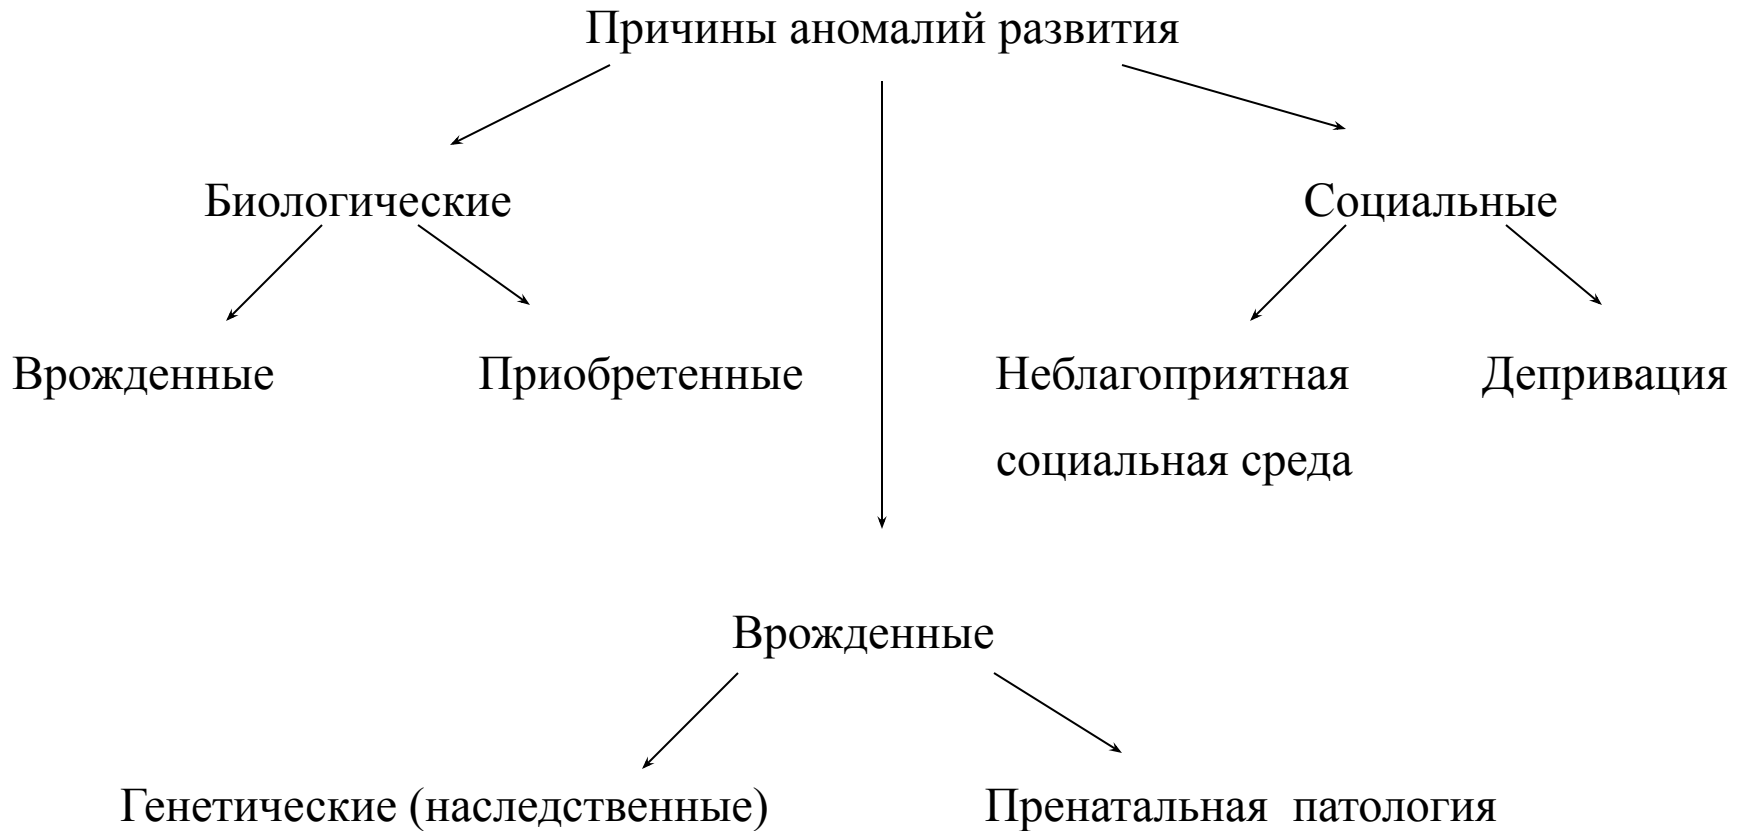 Причины аномалий развития
Биологические
Социальные
Врожденные
Приобретенные
Неблагоприятная
социальная среда
Депривация
Врожденные
Генетические (наследственные)
Пренатальная патология